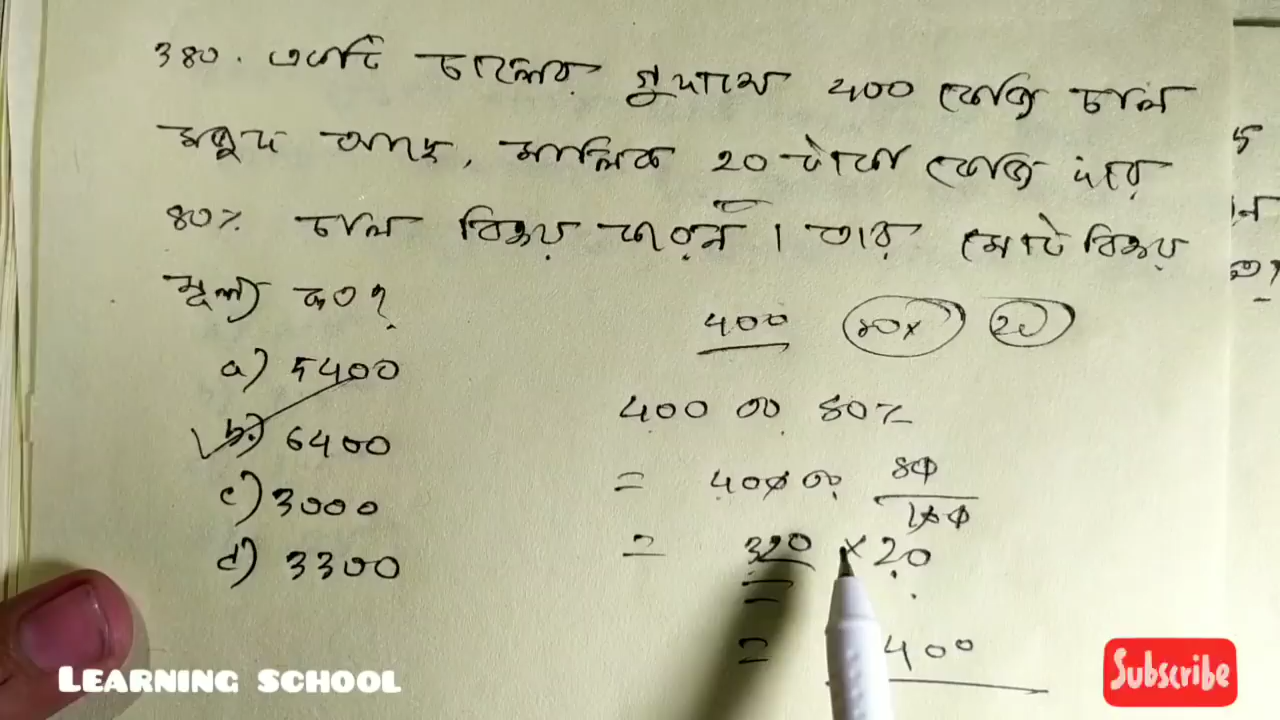 380. একটি চালের গুদামে 400 কেজি চাল
মজুদ আছে, মালিক 20 টাকা কেজি দরে
80% চাল বিক্রয় করেন। তার মোট বিক্রয়
মূল্য কত?
400 80% 20
a) 5400
400 এর 80%
b) 6400
= 400 এর 80/100
c) 3000
= 320 × 20
d) 3300
= 400
LEARNING SCHOOL
Subscribe